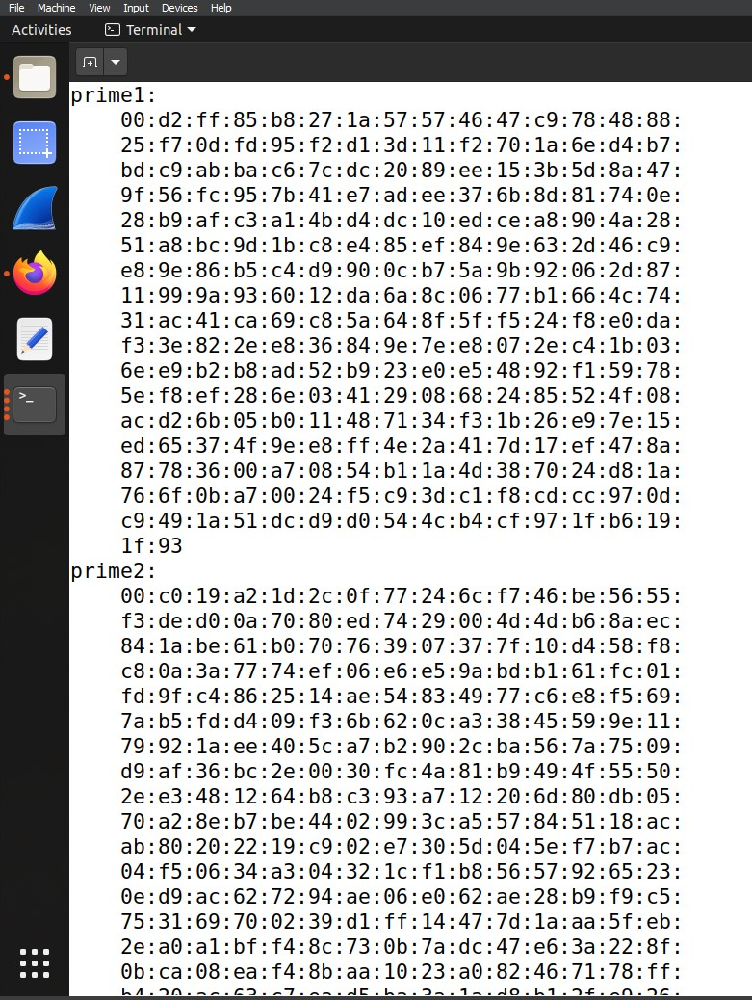 File Machine View Input Devices Help
Activities Terminal
prime1:
00:d2:ff:85:b8:27:1a:57:57:46:47:c9:78:48:88:
25:f7:0d:fd:95:f2:d1:3d:11:f2:70:1a:6e:d4:b7:
bd:c9:ab:ba:c6:7c:dc:20:89:ee:15:3b:5d:8a:47:
9f:56:fc:95:7b:41:e7:ad:ee:37:6b:8d:81:74:0e:
28:b9:af:c3:a1:4b:d4:dc:10:ed:ce:a8:90:4a:28:
51:a8:bc:9d:1b:c8:e4:85:ef:84:9e:63:2d:46:c9:
e8:9e:86:b5:c4:d9:90:0c:b7:5a:9b:92:06:2d:87:
11:99:9a:93:60:12:da:6a:8c:06:77:b1:66:4c:74:
31:ac:41:ca:69:c8:5a:64:8f:5f:f5:24:f8:e0:da:
f3:3e:82:2e:e8:36:84:9e:7e:e8:07:2e:c4:1b:03:
6e:e9:b2:b8:ad:52:b9:23:e0:e5:48:92:f1:59:78:
5e:f8:ef:28:6e:03:41:29:08:68:24:85:52:4f:08:
ac:d2:6b:05:b0:11:48:71:34:f3:1b:26:e9:7e:15:
ed:65:37:4f:9e:e8:ff:4e:2a:41:7d:17:ef:47:8a:
87:78:36:00:a7:08:54:b1:1a:4d:38:70:24:d8:1a:
76:6f:0b:a7:00:24:f5:c9:3d:c1:f8:cd:cc:97:0d:
c9:49:1a:51:dc:d9:d0:54:4c:b4:cf:97:1f:b6:19:
1f:93
prime2:
00:c0:19:a2:1d:2c:0f:77:24:6c:f7:46:be:56:55:
f3:de:d0:0a:70:80:ed:74:29:00:4d:4d:b6:8a:ec:
84:1a:be:61:b0:70:76:39:07:37:7f:10:d4:58:f8:
c8:0a:3a:77:74:ef:06:e6:e5:9a:bd:b1:61:fc:01:
fd:9f:c4:86:25:14:ae:54:83:49:77:c6:e8:f5:69:
7a:b5:fd:d4:09:f3:6b:62:0c:a3:38:45:59:9e:11:
79:92:1a:ee:40:5c:a7:b2:90:2c:ba:56:7a:75:09:
d9:af:36:bc:2e:00:30:fc:4a:81:b9:49:4f:55:50:
2e:e3:48:12:64:b8:c3:93:a7:12:20:6d:80:db:05:
70:a2:8e:b7:be:44:02:99:3c:a5:57:84:51:18:ac:
ab:80:20:22:19:c9:02:e7:30:5d:04:5e:f7:b7:ac:
04:f5:06:34:a3:04:32:1c:f1:b8:56:57:92:65:23:
0e:d9:ac:62:72:94:ae:06:e0:62:ae:28:b9:f9:c5:
75:31:69:70:02:39:d1:ff:14:47:7d:1a:aa:5f:eb:
2e:a0:a1:bf:f4:8c:73:0b:7a:dc:47:e6:3a:22:8f:
0b:ca:08:ea:f4:8b:aa:10:23:a0:82:46:71:78:ff: